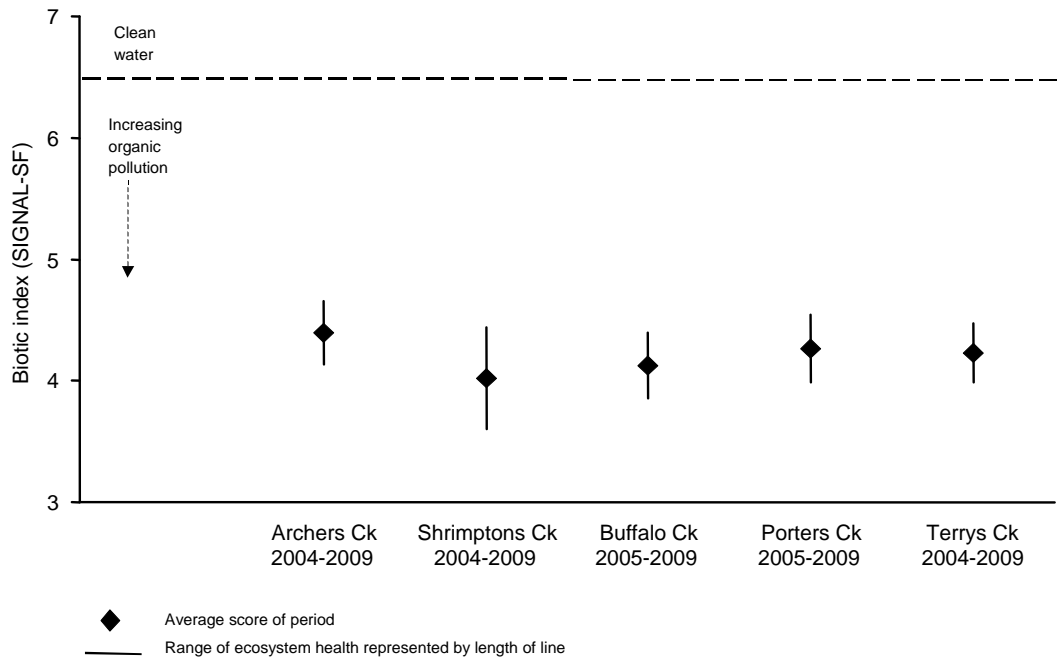 7
Clean
water
6
Increasing
organic
pollution
5
4
3
Biotic index (SIGNAL-SF)
Archers Ck
2004-2009
Shrimptons Ck
2004-2009
Buffalo Ck
2005-2009
Porters Ck
2005-2009
Terrys Ck
2004-2009
Average score of period
Range of ecosystem health represented by length of line